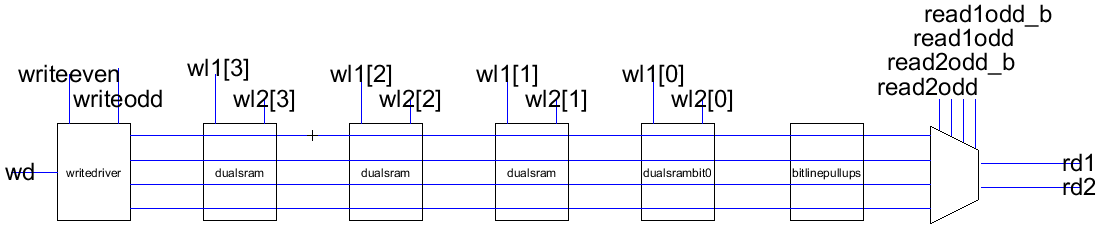 read1odd_b
read1odd
read2odd_b
read2odd
writeeven
writeodd
wl1[3]
wl2[3]
wl1[2]
wl2[2]
wl1[1]
wl2[1]
wl1[0]
wl2[0]
wd
writedriver
dualsram
dualsram
dualsram
dualsrambit0
bitlinepullups
rd1
rd2